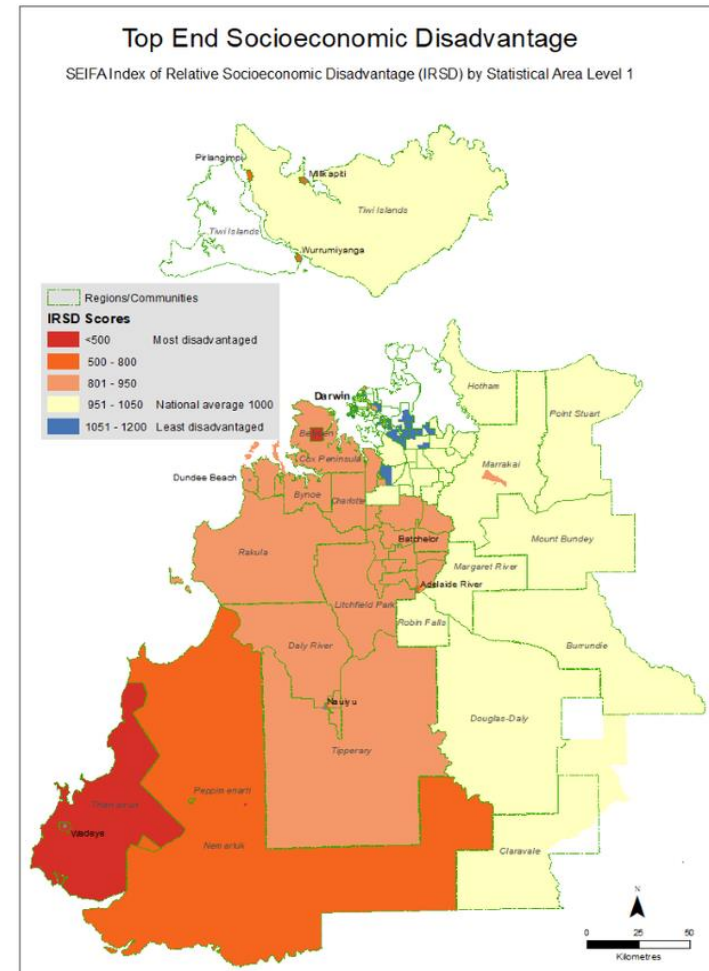 Top End Socioeconomic Disadvantage
SEIFA Index of Relative Socioeconomic Disadvantage (IRSD) by Statistical Area Level 1
Pirlangimpi
Milikapiti
Tiwi Islands
Tiwi Islands
Wurrumiyanga
Regions/Communities
IRSD Scores
<500 Most disadvantaged
500 - 800
801 - 950
951 - 1050 National average 1000
1051 - 1200 Least disadvantaged
Hotham
Darwin
Point Stuart
Cox Peninsula
Marrakai
Dundee Beach
Bynoe
Charlotte
Batchelor
Mount Bundey
Rakula
Margaret River
Adelaide River
Litchfield Park
Robin Falls
Daly River
Burrundie
Nauiyu
Douglas-Daly
Tipperary
Peppimenarti
Wadeye
Nemarluk
Claravale
N
0 25 50
Kilometres